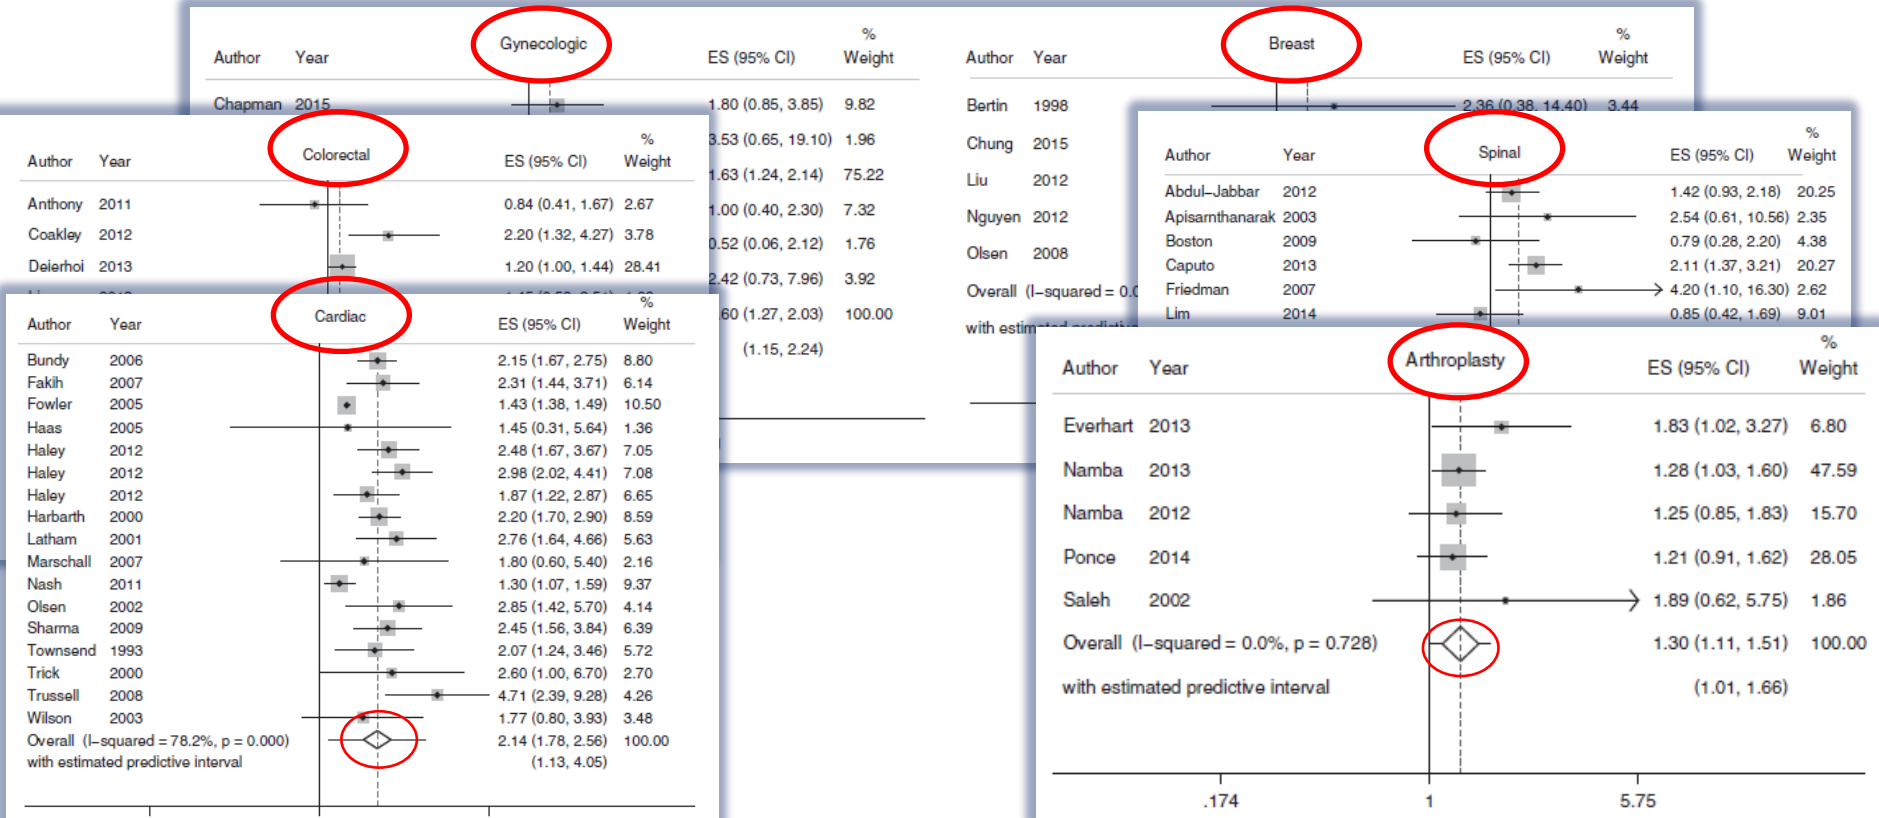 Gynecologic
%
Author Year ES (95% CI) Weight
Chapman 2015 1.80 (0.85, 3.85) 9.82
3.53 (0.65, 19.10) 1.96
1.63 (1.24, 2.14) 75.22
1.00 (0.40, 2.30) 7.32
0.52 (0.06, 2.12) 1.76
2.42 (0.73, 7.96) 3.92
.60 (1.27, 2.03) 100.00
(1.15, 2.24)
Breast
%
Author Year ES (95% CI) Weight
Bertin 1998 2.36 (0.38, 14.40) 3.44
Chung 2015
Liu 2012
Nguyen 2012
Olsen 2008
Overall (I-squared = 0.0
with estimated predictive
Colorectal
%
Author Year ES (95% CI) Weight
Anthony 2011 0.84 (0.41, 1.67) 2.67
Coakley 2012 2.20 (1.32, 4.27) 3.78
Deierhoi 2013 1.20 (1.00, 1.44) 28.41
Spinal
%
Author Year ES (95% CI) Weight
Abdul-Jabbar 2012 1.42 (0.93, 2.18) 20.25
Apisarnthanarak 2003 2.54 (0.61, 10.56) 2.35
Boston 2009 0.79 (0.28, 2.20) 4.38
Caputo 2013 2.11 (1.37, 3.21) 20.27
Friedman 2007 4.20 (1.10, 16.30) 2.62
Lim 2014 0.85 (0.42, 1.69) 9.01
Cardiac
%
Author Year ES (95% CI) Weight
Bundy 2006 2.15 (1.67, 2.75) 8.80
Fakih 2007 2.31 (1.44, 3.71) 6.14
Fowler 2005 1.43 (1.38, 1.49) 10.50
Haas 2005 1.45 (0.31, 5.64) 1.36
Haley 2012 2.48 (1.67, 3.67) 7.05
Haley 2012 2.98 (2.02, 4.41) 7.08
Haley 2012 1.87 (1.22, 2.87) 6.65
Harbarth 2000 2.20 (1.70, 2.90) 8.59
Latham 2001 2.76 (1.64, 4.66) 5.63
Marschall 2007 1.80 (0.60, 5.40) 2.16
Nash 2011 1.30 (1.07, 1.59) 9.37
Olsen 2002 2.85 (1.42, 5.70) 4.14
Sharma 2009 2.45 (1.56, 3.84) 6.39
Townsend 1993 2.07 (1.24, 3.46) 5.72
Trick 2000 2.60 (1.00, 6.70) 2.70
Trussell 2008 4.71 (2.39, 9.28) 4.26
Wilson 2003 1.77 (0.80, 3.93) 3.48
Overall (I-squared = 78.2%, p = 0.000) 2.14 (1.78, 2.56) 100.00
with estimated predictive interval (1.13, 4.05)
Arthroplasty
%
Author Year ES (95% CI) Weight
Everhart 2013 1.83 (1.02, 3.27) 6.80
Namba 2013 1.28 (1.03, 1.60) 47.59
Namba 2012 1.25 (0.85, 1.83) 15.70
Ponce 2014 1.21 (0.91, 1.62) 28.05
Saleh 2002 1.89 (0.62, 5.75) 1.86
Overall (I-squared = 0.0%, p = 0.728) 1.30 (1.11, 1.51) 100.00
with estimated predictive interval (1.01, 1.66)
.174 1 5.75